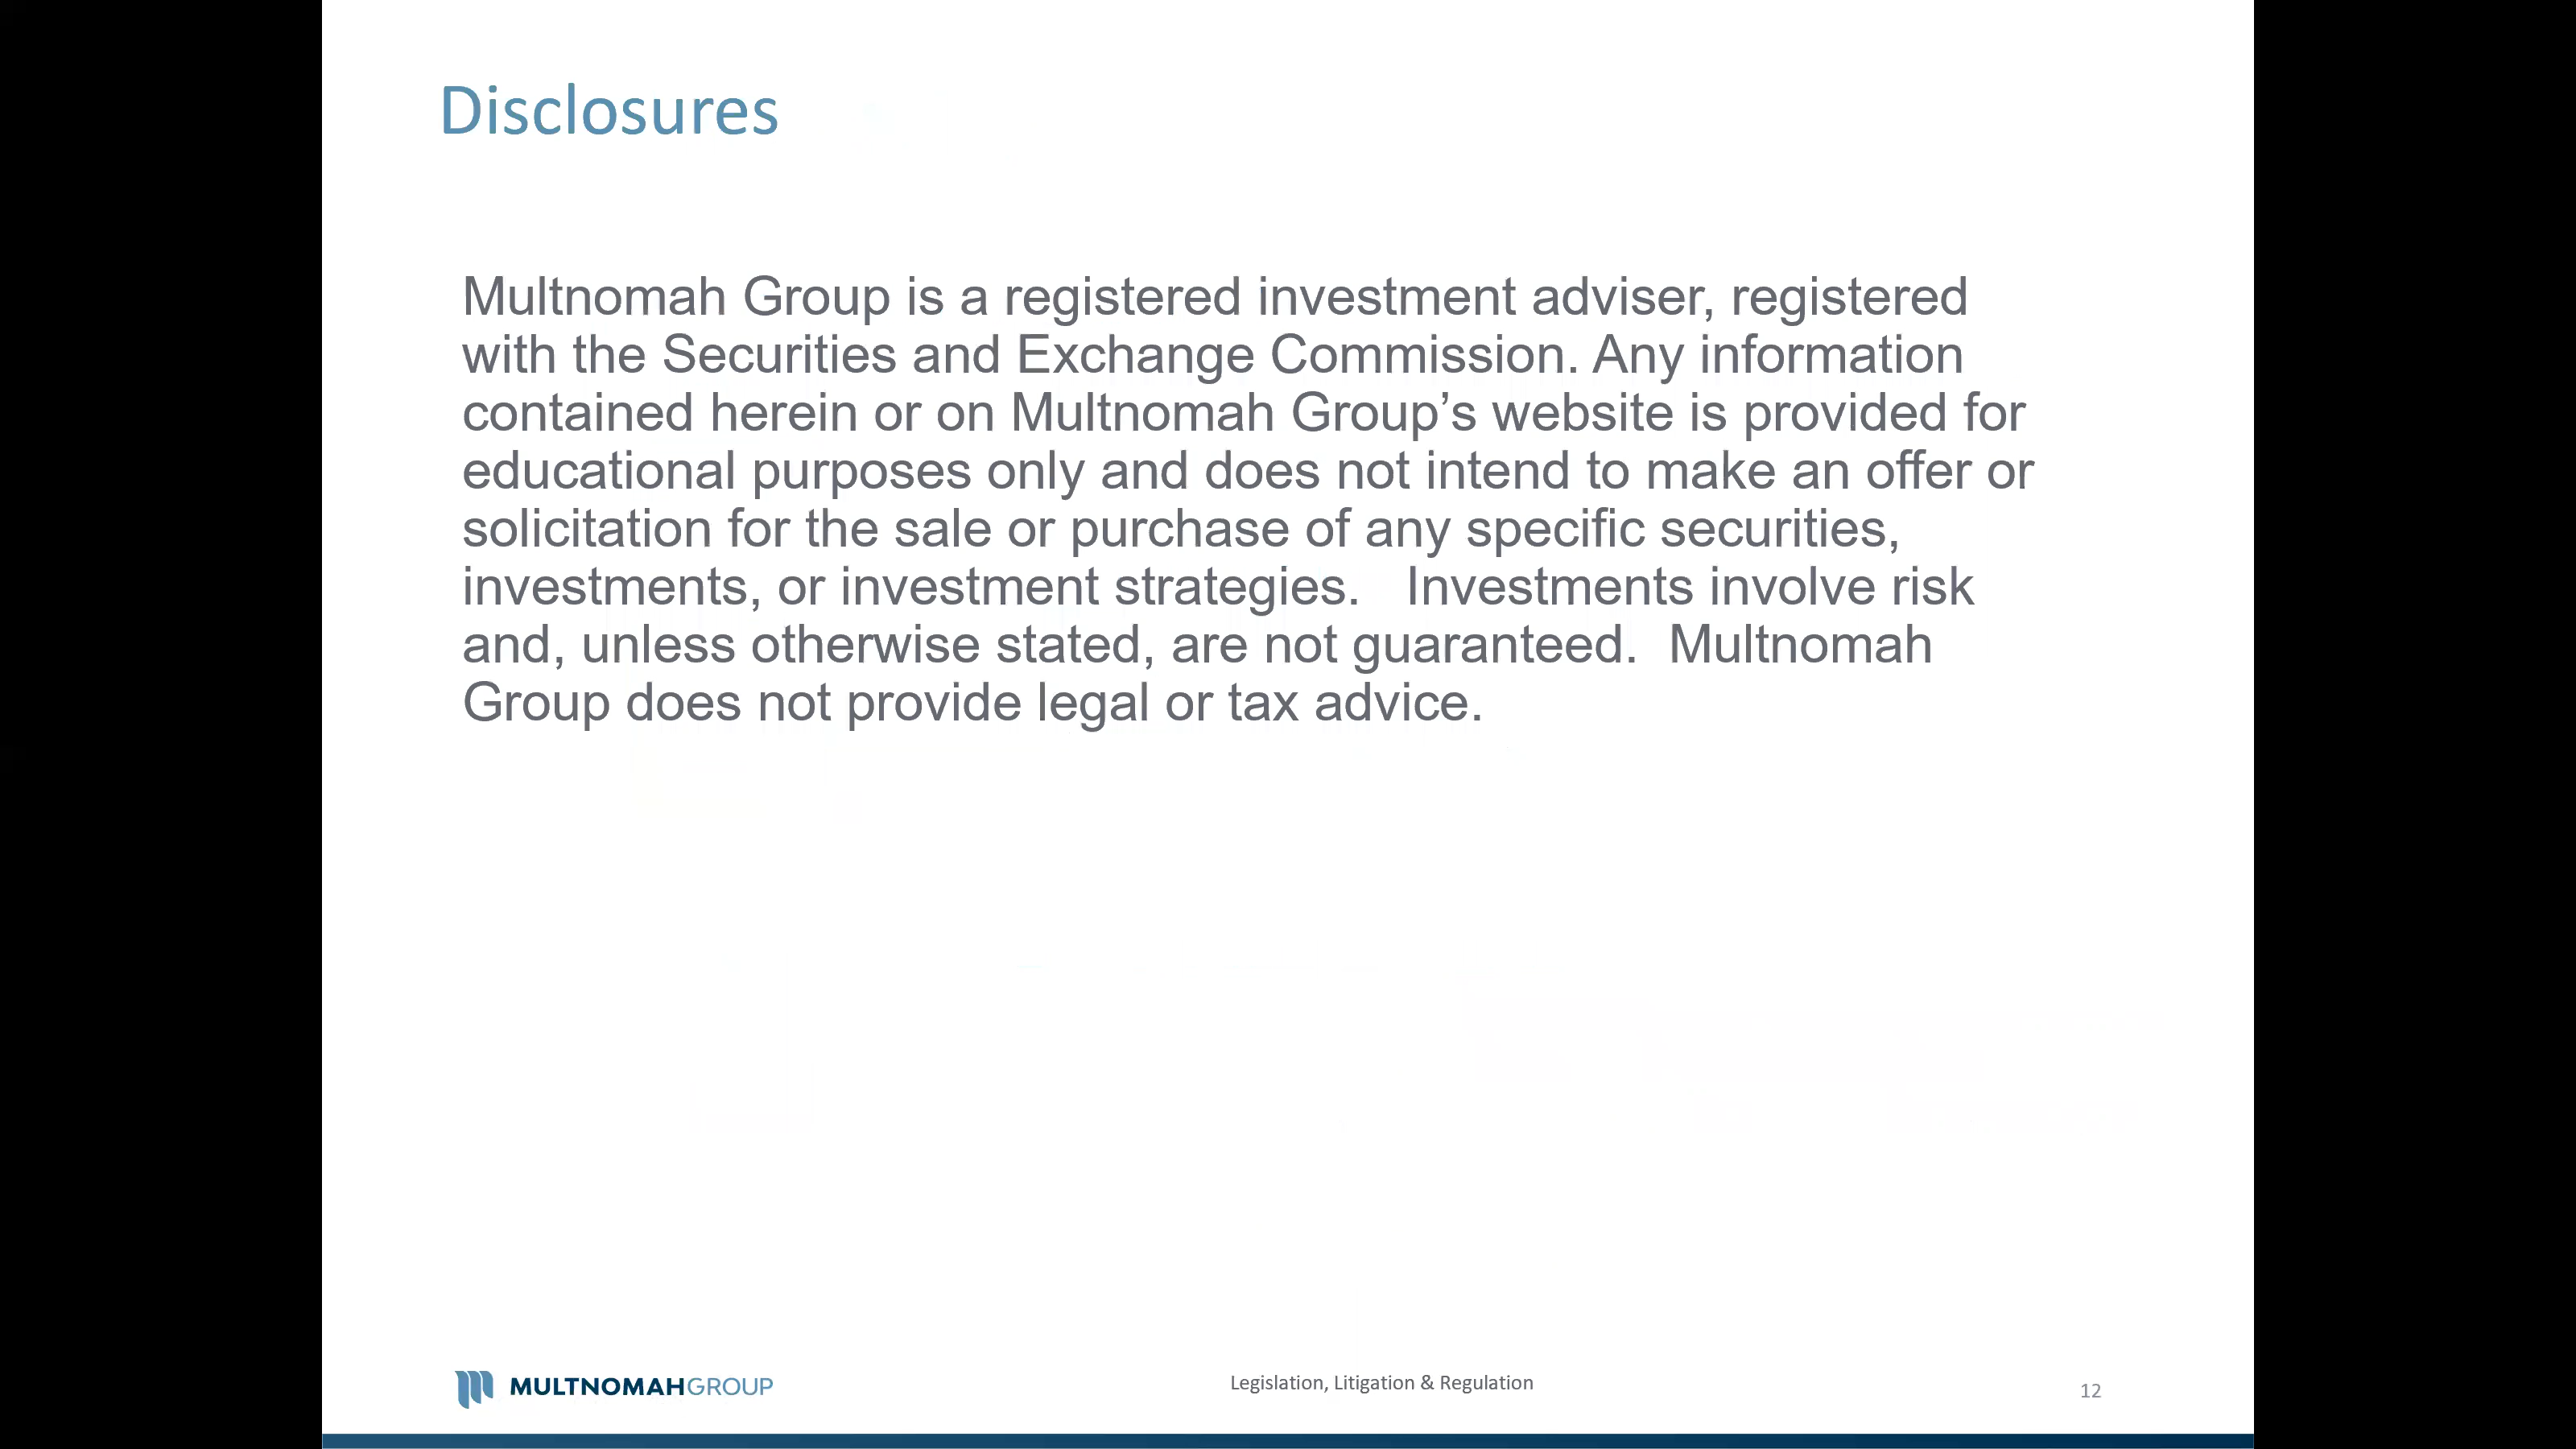 Disclosures
Multnomah Group is a registered investment adviser, registered
with the Securities and Exchange Commission. Any information
contained herein or on Multnomah Group’s website is provided for
educational purposes only and does not intend to make an offer or
solicitation for the sale or purchase of any specific securities,
investments, or investment strategies.   Investments involve risk
and, unless otherwise stated, are not guaranteed.  Multnomah
Group does not provide legal or tax advice.
MULTNOMAHGROUP
Legislation, Litigation & Regulation
12